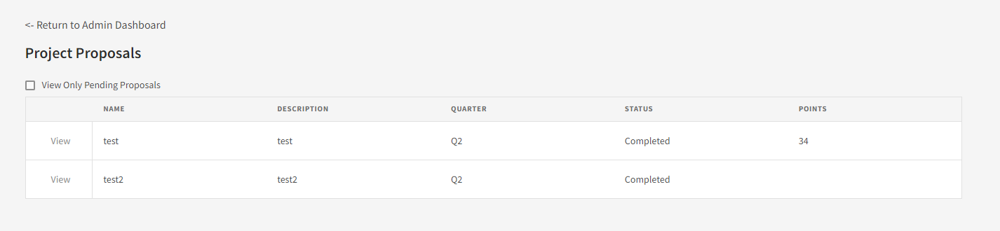 <- Return to Admin Dashboard
Project Proposals
View Only Pending Proposals
NAME DESCRIPTION QUARTER STATUS POINTS
View test test Q2 Completed 34
View test2 test2 Q2 Completed